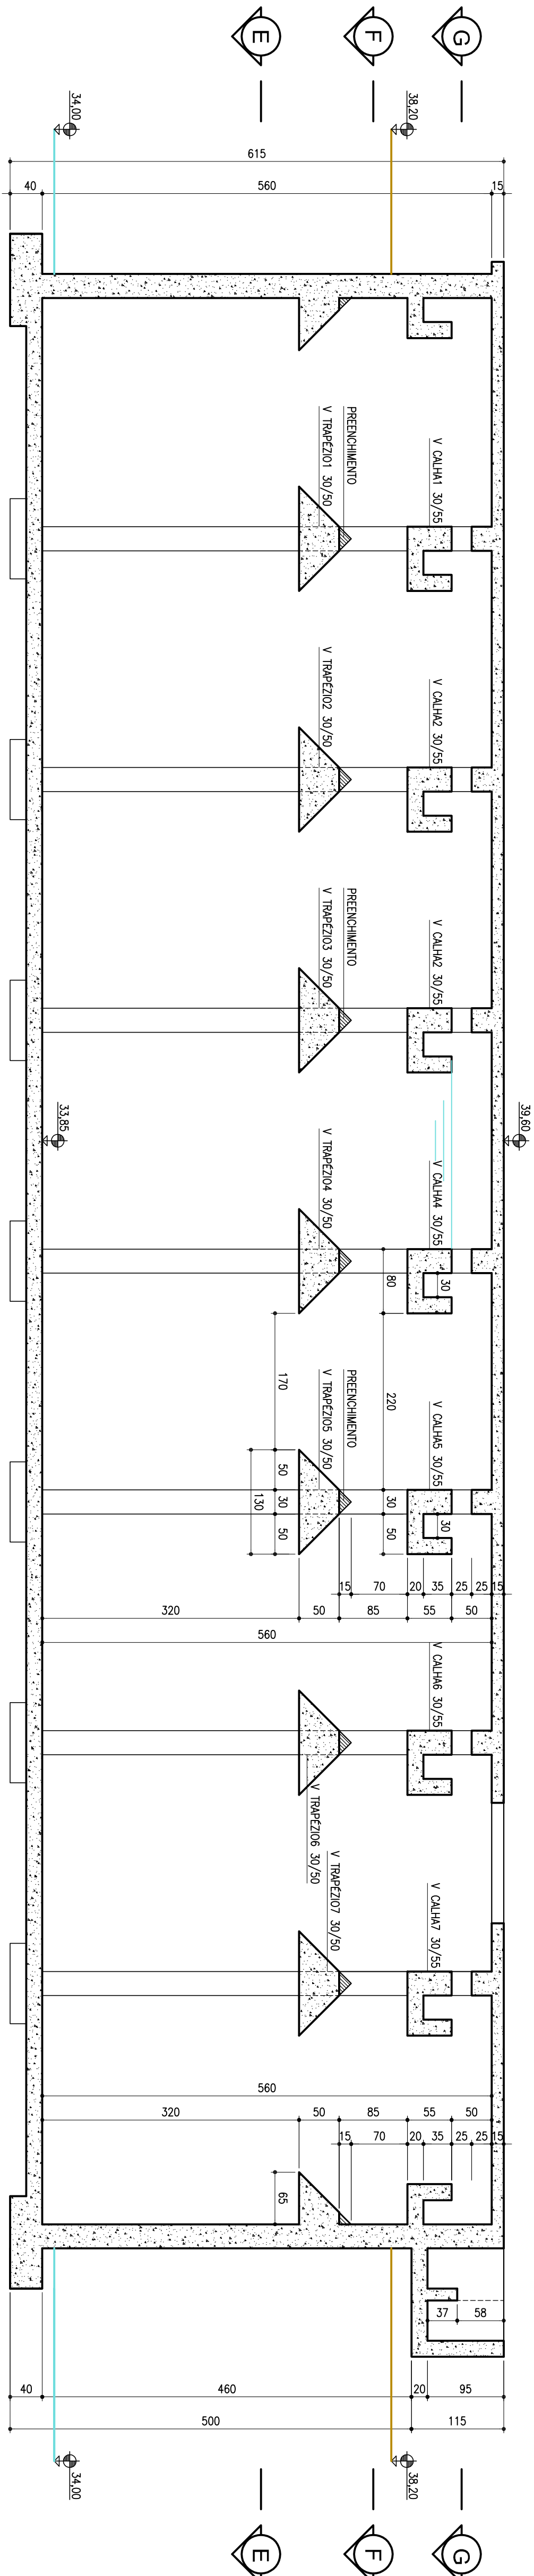 G
F
E
38,20
34,00
615
15
560
40
V CALHA1 30/55
PREENCHIMENTO
V TRAPÉZIO1 30/50
V CALHA2 30/55
V TRAPÉZIO2 30/50
V CALHA2 30/55
PREENCHIMENTO
V TRAPÉZIO3 30/50
39,60
33,85
V CALHA4 30/55
V TRAPÉZIO4 30/50
30
80
220
170
V CALHA5 30/55
PREENCHIMENTO
V TRAPÉZIO5 30/50
30
30
50
50
30
50
130
15
25
25
35
20
70
15
50
55
85
50
320
560
V CALHA6 30/55
V TRAPÉZIO6 30/50
V TRAPÉZIO7 30/50
V CALHA7 30/55
560
50
55
85
50
320
15
25
25
35
20
70
15
65
58
37
95
20
460
40
115
500
38,20
34,00
G
F
E